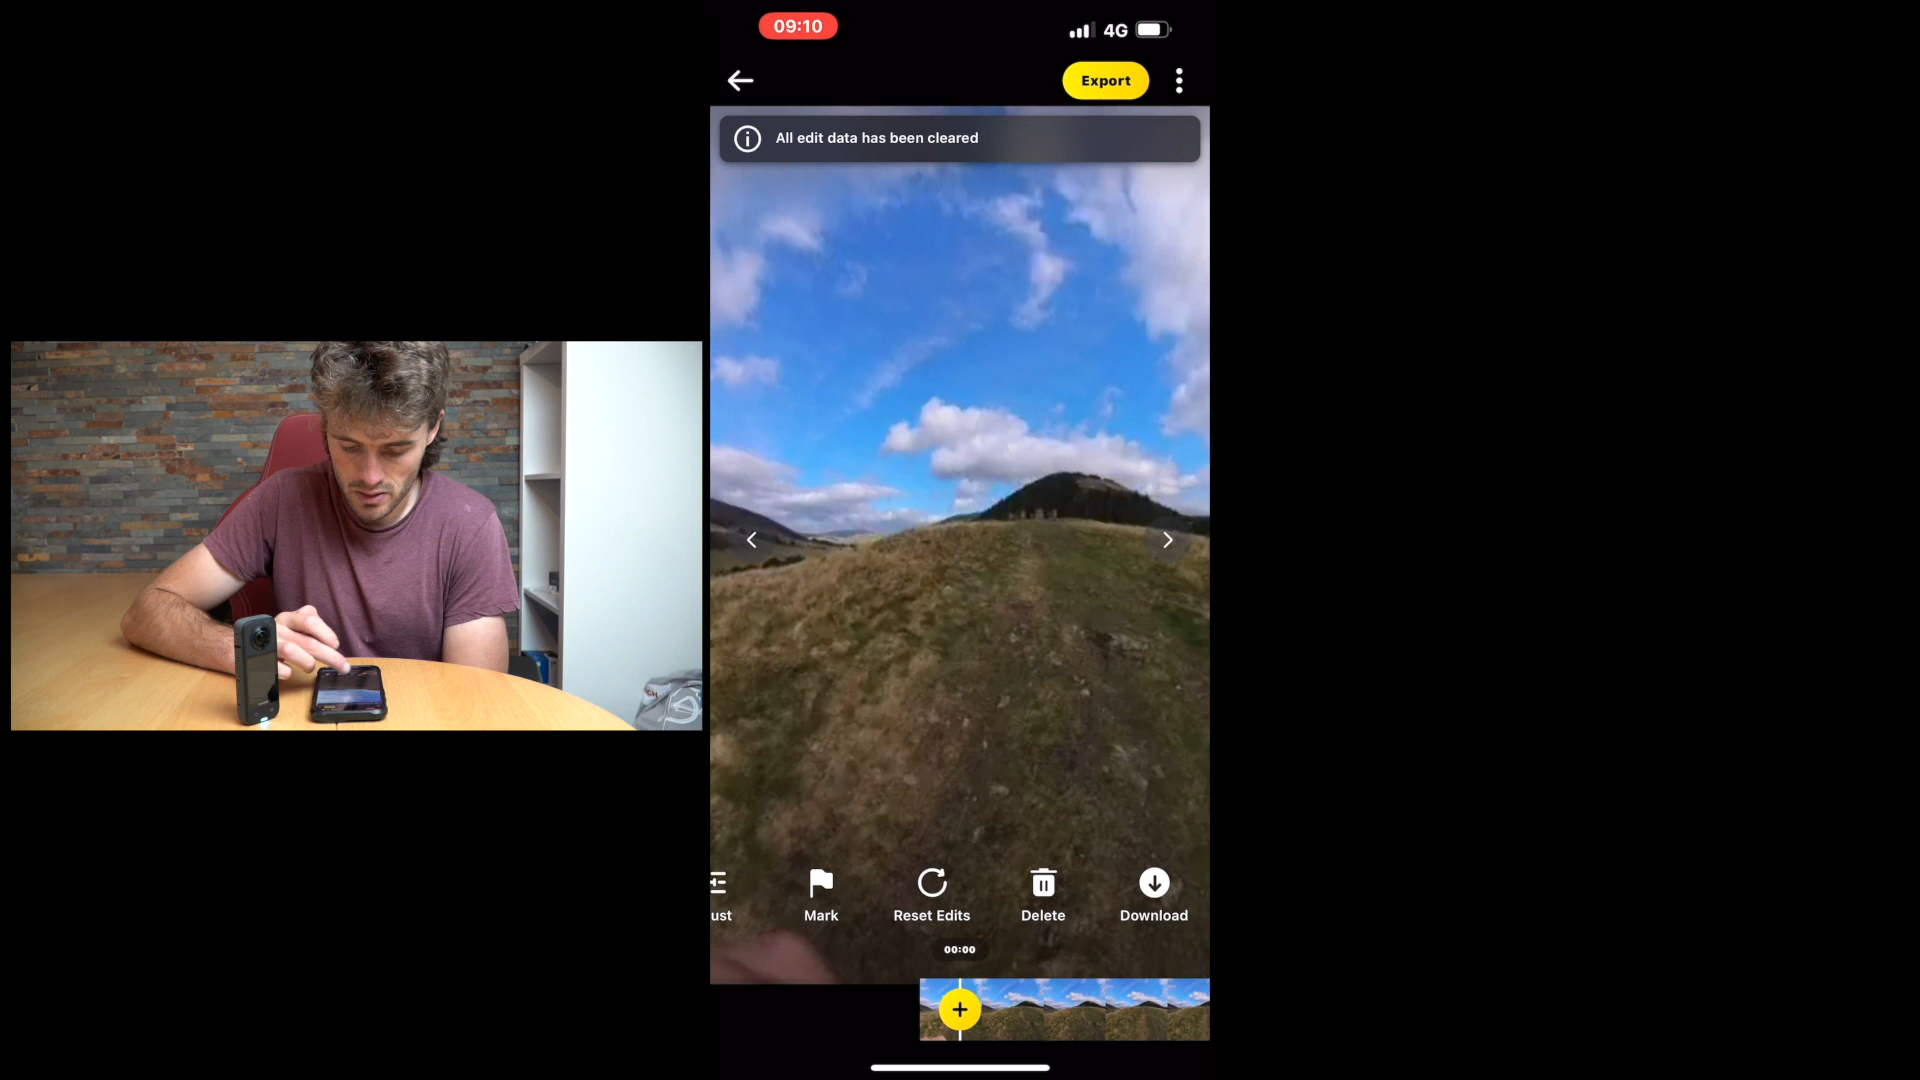 09:10
4G
Export
All edit data has been cleared
ust
Mark
Reset Edits
Delete
Download
00:00